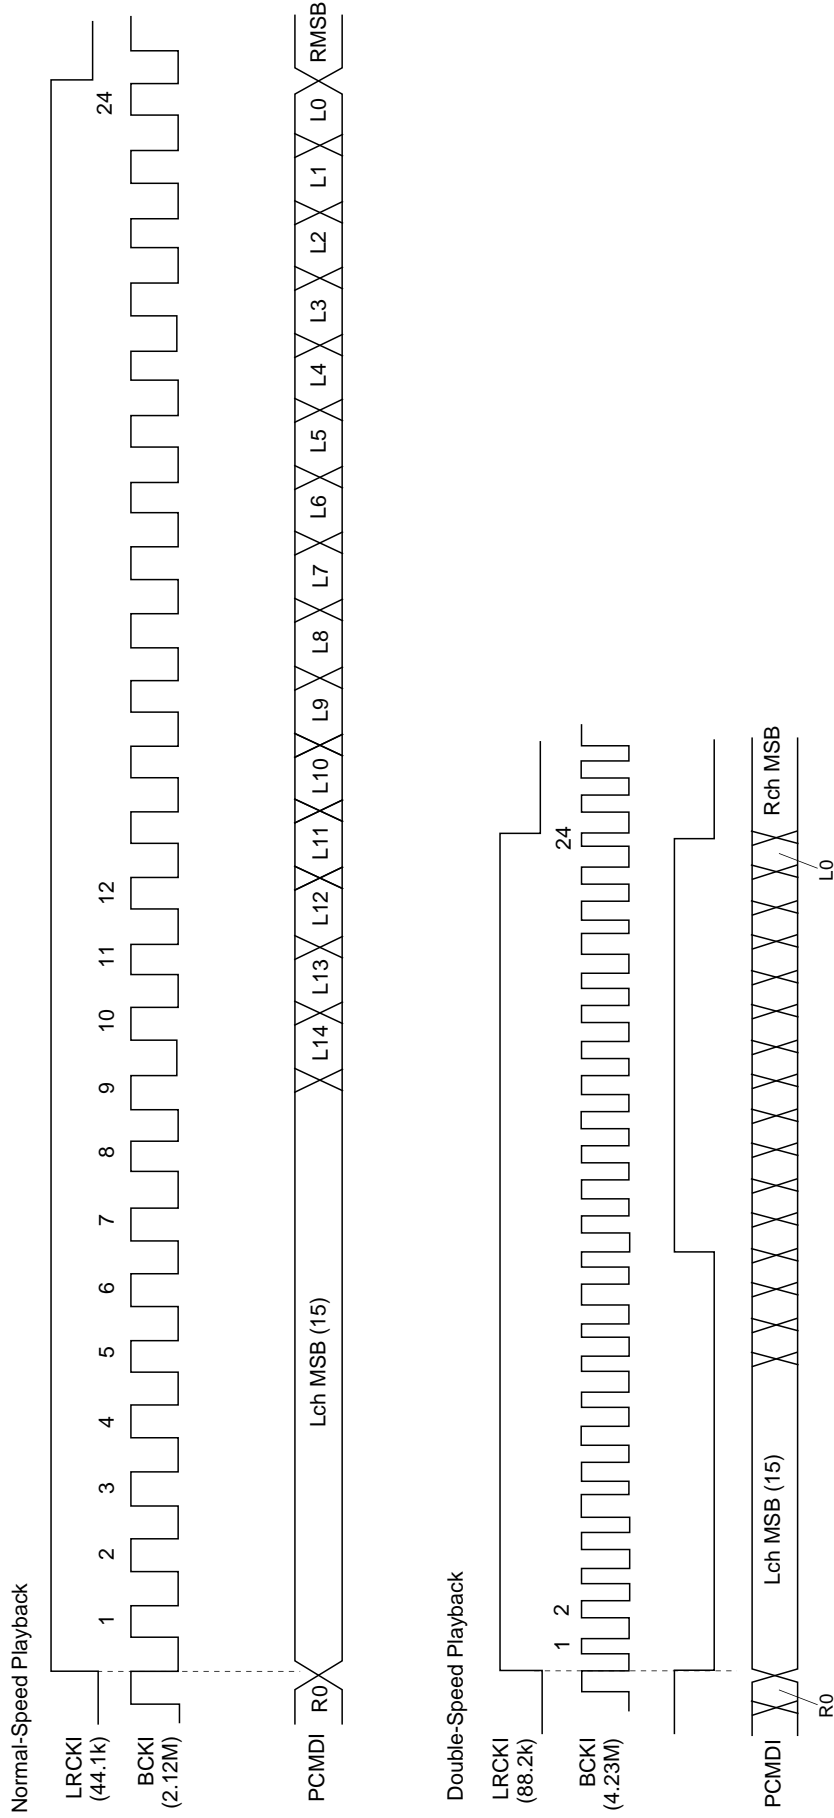 Normal-Speed Playback
LRCKI
(44.1k)
BCKI
(2.12M)
1 2 3 4 5 6 7 8 9 10 11 12 24
PCMDI
R0 Lch MSB (15) L14 L13 L12 L11 L10 L9 L8 L7 L6 L5 L4 L3 L2 L1 L0 RMSB
Double-Speed Playback
LRCKI
(88.2k)
BCKI
(4.23M)
1 2 24
PCMDI
Lch MSB (15) Rch MSB
R0 L0